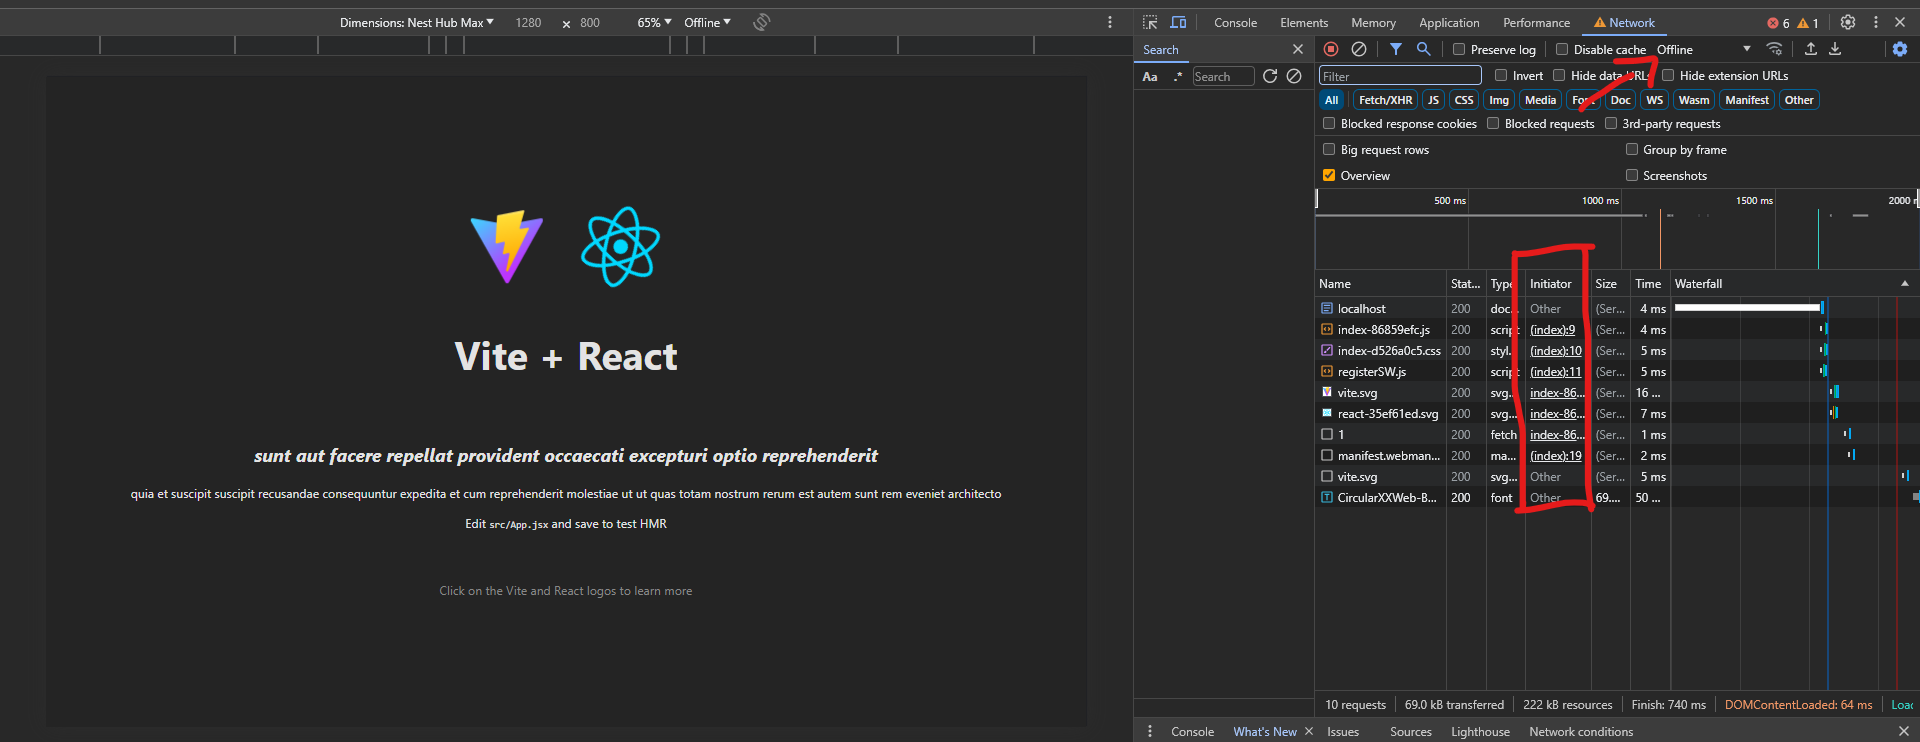 Dimensions: Nest Hub Max 1280 × 800 65% Offline
Console Elements Memory Application Performance Network 6 1
Search
Preserve log Disable cache Offline
Aa .* Search
Filter Invert Hide data URLs Hide extension URLs
All Fetch/XHR JS CSS Img Media Font Doc WS Wasm Manifest Other
Blocked response cookies Blocked requests 3rd-party requests
Big request rows Group by frame
Overview Screenshots
500 ms 1000 ms 1500 ms 2000 m
Name Stat... Type Initiator Size Time Waterfall
localhost 200 doc... Other (Ser... 4 ms
index-86859efc.js 200 script (index):9 (Ser... 4 ms
index-d526a0c5.css 200 styl... (index):10 (Ser... 5 ms
registerSW.js 200 script (index):11 (Ser... 5 ms
vite.svg 200 svg... index-86... (Ser... 16 ...
react-35ef61ed.svg 200 svg... index-86... (Ser... 7 ms
1 200 fetch index-86... (Ser... 1 ms
manifest.webman... 200 ma... (index):19 (Ser... 2 ms
vite.svg 200 svg... Other (Ser... 5 ms
CircularXXWeb-B... 200 font Other 69.... 50 ...
10 requests 69.0 kB transferred 222 kB resources Finish: 740 ms DOMContentLoaded: 64 ms Load
Console What's New Issues Sources Lighthouse Network conditions
Vite + React
sunt aut facere repellat provident occaecati excepturi optio reprehenderit
quia et suscipit suscipit recusandae consequuntur expedita et cum reprehenderit molestiae ut ut quas totam nostrum rerum est autem sunt rem eveniet architecto
Edit src/App.jsx and save to test HMR
Click on the Vite and React logos to learn more